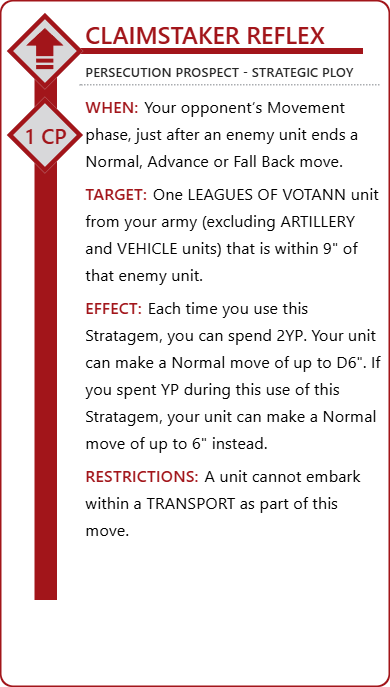 CLAIMSTAKER REFLEX
PERSECUTION PROSPECT - STRATEGIC PLOY
1 CP
WHEN: Your opponent’s Movement
phase, just after an enemy unit ends a
Normal, Advance or Fall Back move.
TARGET: One LEAGUES OF VOTANN unit
from your army (excluding ARTILLERY
and VEHICLE units) that is within 9" of
that enemy unit.
EFFECT: Each time you use this
Stratagem, you can spend 2YP. Your unit
can make a Normal move of up to D6". If
you spent YP during this use of this
Stratagem, your unit can make a Normal
move of up to 6" instead.
RESTRICTIONS: A unit cannot embark
within a TRANSPORT as part of this
move.